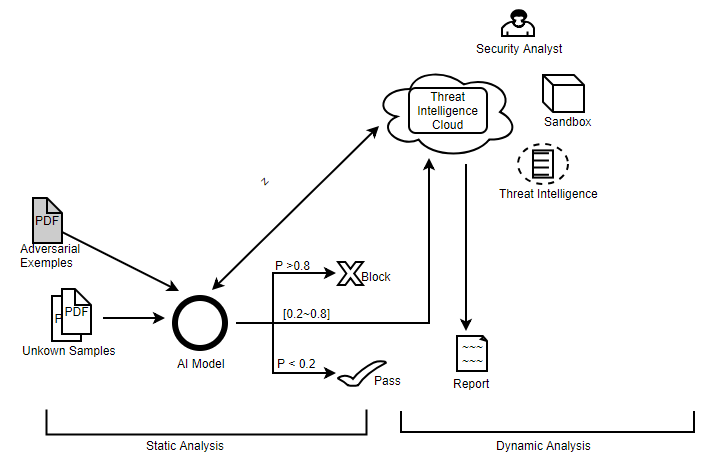 Security Analyst
Threat
Intelligence
Cloud
Sandbox
Threat Intelligence
z
PDF
Adversarial
Exemples
P >0.8
Block
P
PDF
[0.2~0.8]
Unkown Samples
AI Model
P < 0.2
Pass
~~~
~~~
Report
Static Analysis
Dynamic Analysis